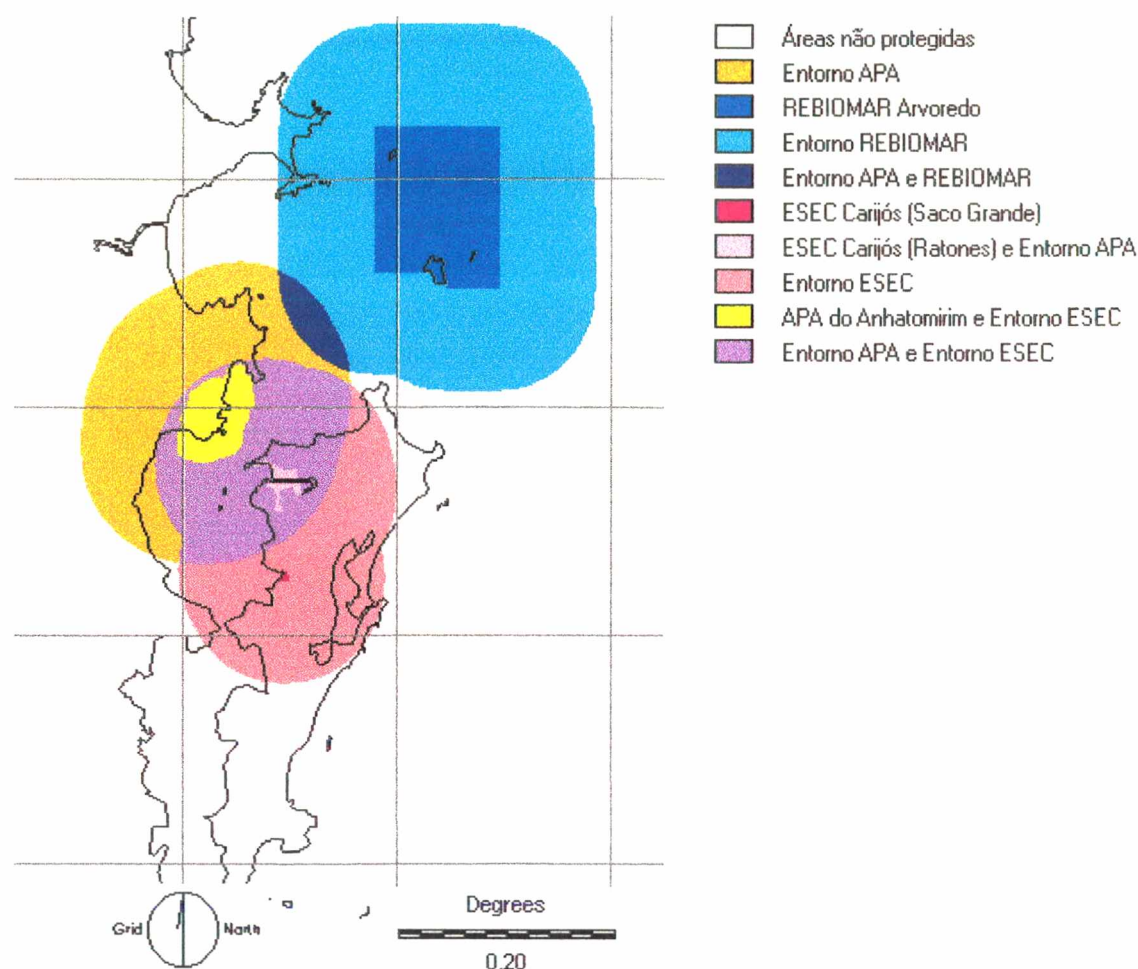 Áreas não protegidas
Entorno APA
REBIOMAR Arvoredo
Entorno REBIOMAR
Entorno APA e REBIOMAR
ESEC Carijós (Saco Grande)
ESEC Carijós (Ratones) e Entorno APA
Entorno ESEC
APA do Anhatomirim e Entorno ESEC
Entorno APA e Entorno ESEC
Grid North
Degrees
0.20